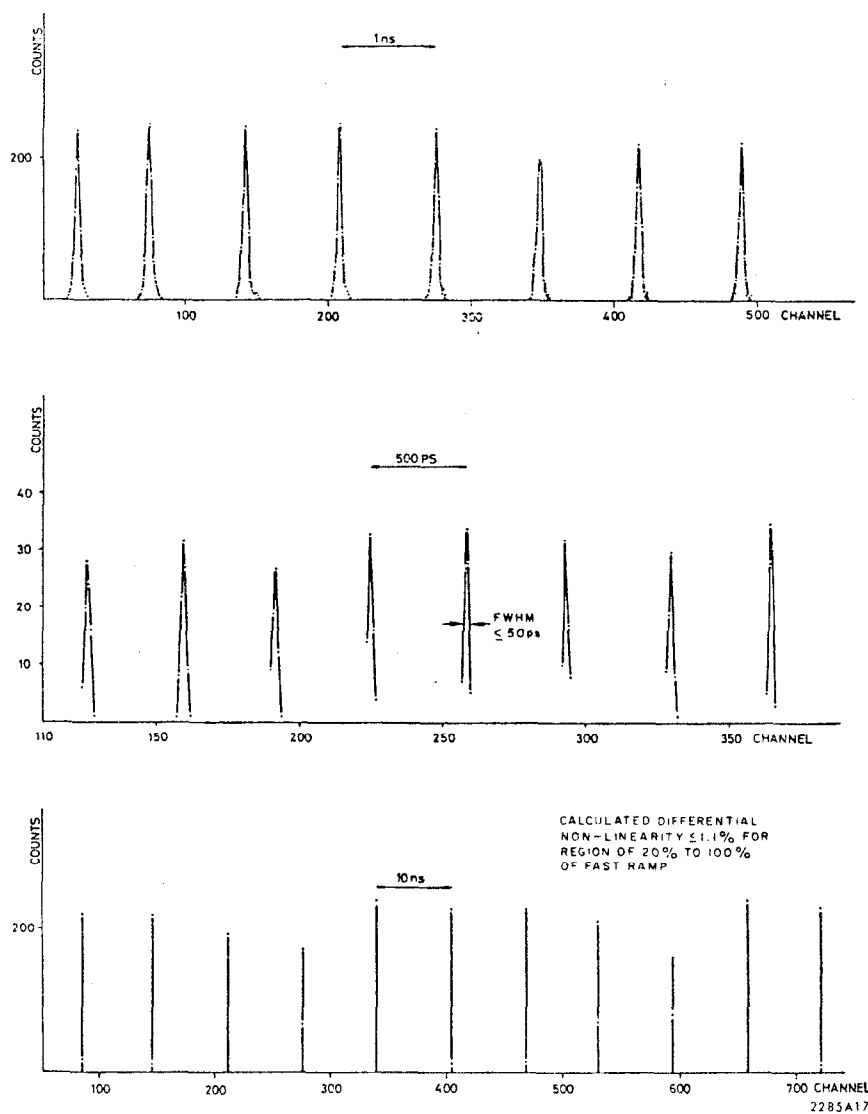 COUNTS
1ns
200
100 200 300 400 500 CHANNEL
COUNTS
500 PS
40
30
20
10
FWHM
≤ 50ps
110 150 200 250 300 350 CHANNEL
COUNTS
CALCULATED DIFFERENTIAL
NON-LINEARITY ≤1.1% FOR
REGION OF 20% TO 100%
OF FAST RAMP
10ns
200
100 200 300 400 500 600 700 CHANNEL
2285A17